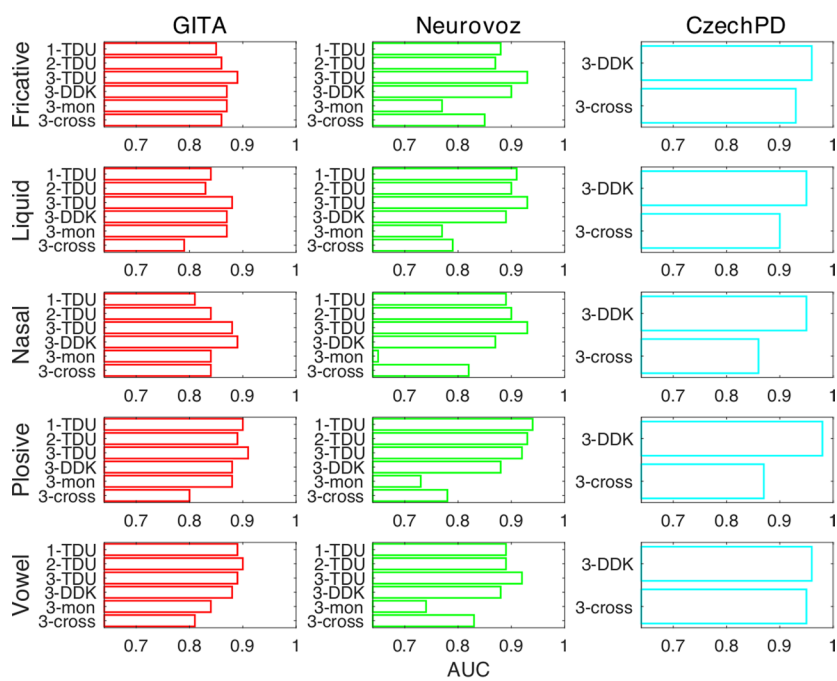 GITA Neurovoz CzechPD
Fricative
1-TDU
2-TDU
3-TDU
3-DDK
3-mon
3-cross
0.7 0.8 0.9 1
1-TDU
2-TDU
3-TDU
3-DDK
3-mon
3-cross
0.7 0.8 0.9 1
3-DDK
3-cross
0.7 0.8 0.9 1
Liquid
1-TDU
2-TDU
3-TDU
3-DDK
3-mon
3-cross
0.7 0.8 0.9 1
1-TDU
2-TDU
3-TDU
3-DDK
3-mon
3-cross
0.7 0.8 0.9 1
3-DDK
3-cross
0.7 0.8 0.9 1
Nasal
1-TDU
2-TDU
3-TDU
3-DDK
3-mon
3-cross
0.7 0.8 0.9 1
1-TDU
2-TDU
3-TDU
3-DDK
3-mon
3-cross
0.7 0.8 0.9 1
3-DDK
3-cross
0.7 0.8 0.9 1
Plosive
1-TDU
2-TDU
3-TDU
3-DDK
3-mon
3-cross
0.7 0.8 0.9 1
1-TDU
2-TDU
3-TDU
3-DDK
3-mon
3-cross
0.7 0.8 0.9 1
3-DDK
3-cross
0.7 0.8 0.9 1
Vowel
1-TDU
2-TDU
3-TDU
3-DDK
3-mon
3-cross
0.7 0.8 0.9 1
1-TDU
2-TDU
3-TDU
3-DDK
3-mon
3-cross
0.7 0.8 0.9 1
3-DDK
3-cross
0.7 0.8 0.9 1
AUC